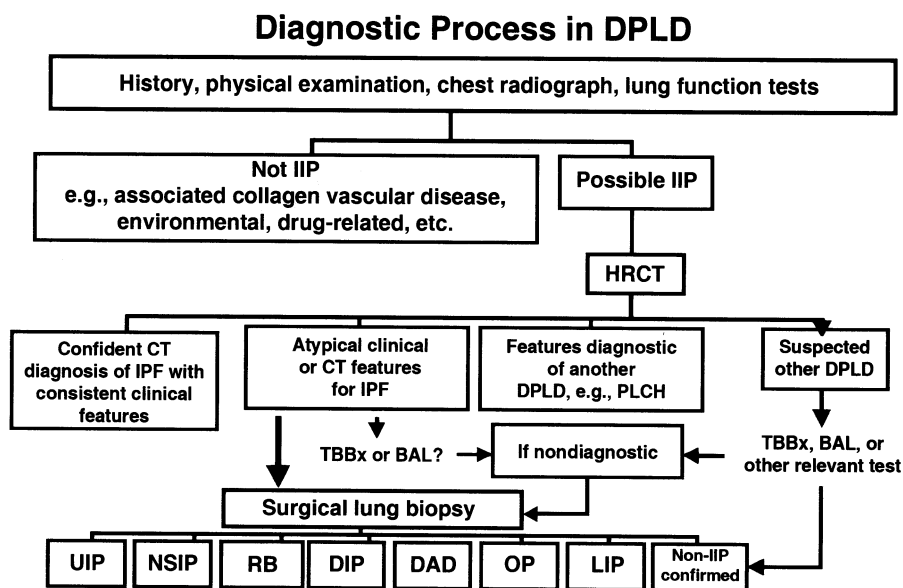 Diagnostic Process in DPLD
History, physical examination, chest radiograph, lung function tests
Not IIP
e.g., associated collagen vascular disease,
environmental, drug-related, etc.
Possible IIP
HRCT
Confident CT
diagnosis of IPF with
consistent clinical
features
Atypical clinical
or CT features
for IPF
Features diagnostic
of another
DPLD, e.g., PLCH
Suspected
other DPLD
TBBx or BAL?
If nondiagnostic
TBBx, BAL, or
other relevant test
Surgical lung biopsy
UIP
NSIP
RB
DIP
DAD
OP
LIP
Non-IIP
confirmed